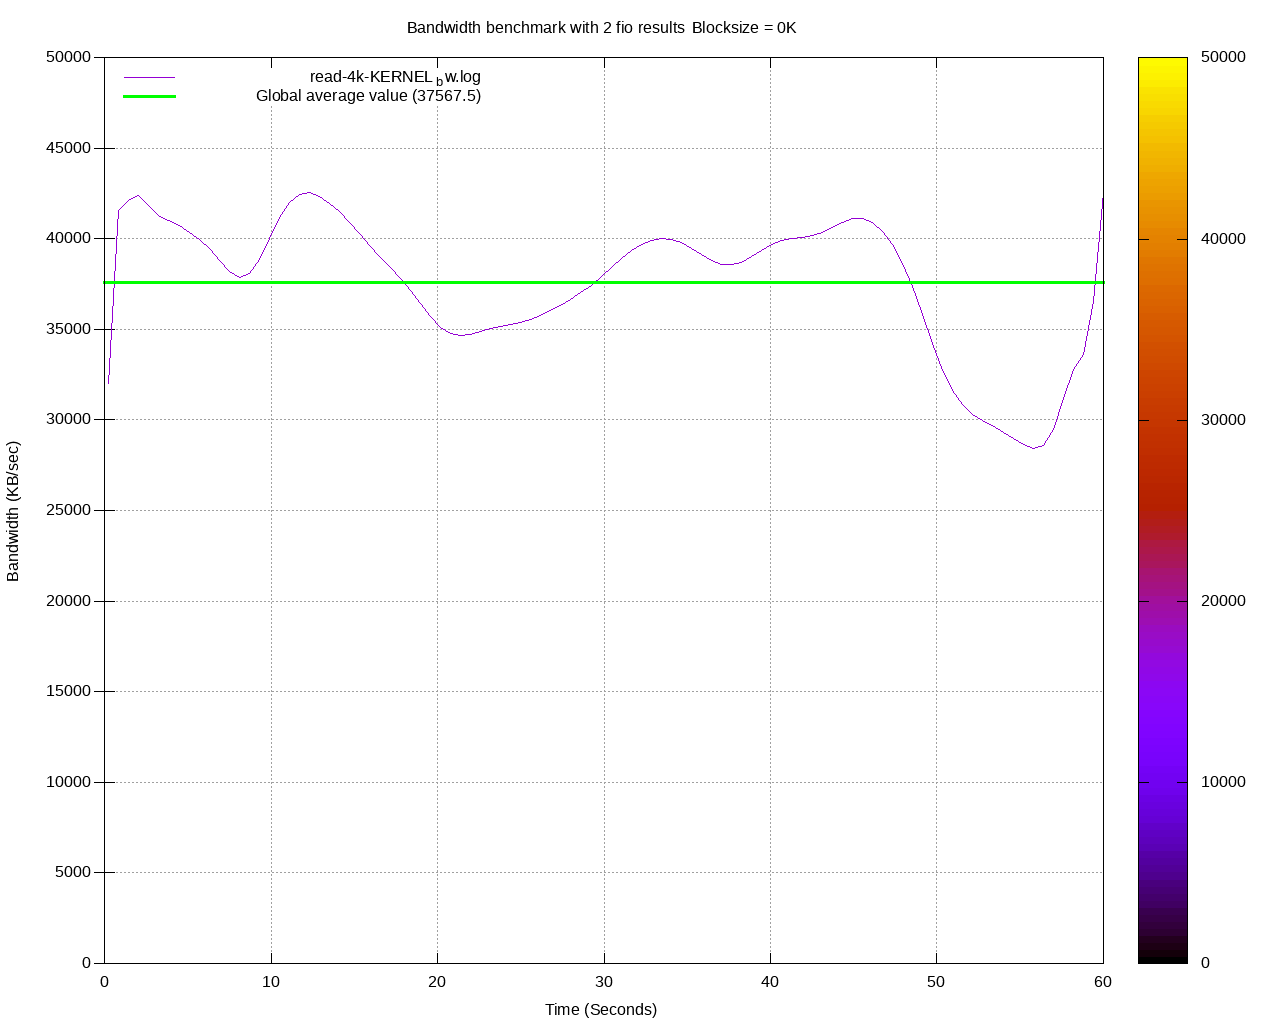 Bandwidth benchmark with 2 fio results Blocksize = 0K
read-4k-KERNELbw.log
Global average value (37567.5)
50000
45000
40000
35000
30000
25000
20000
15000
10000
5000
0
Bandwidth (KB/sec)
0 10 20 30 40 50 60
Time (Seconds)
50000
40000
30000
20000
10000
0